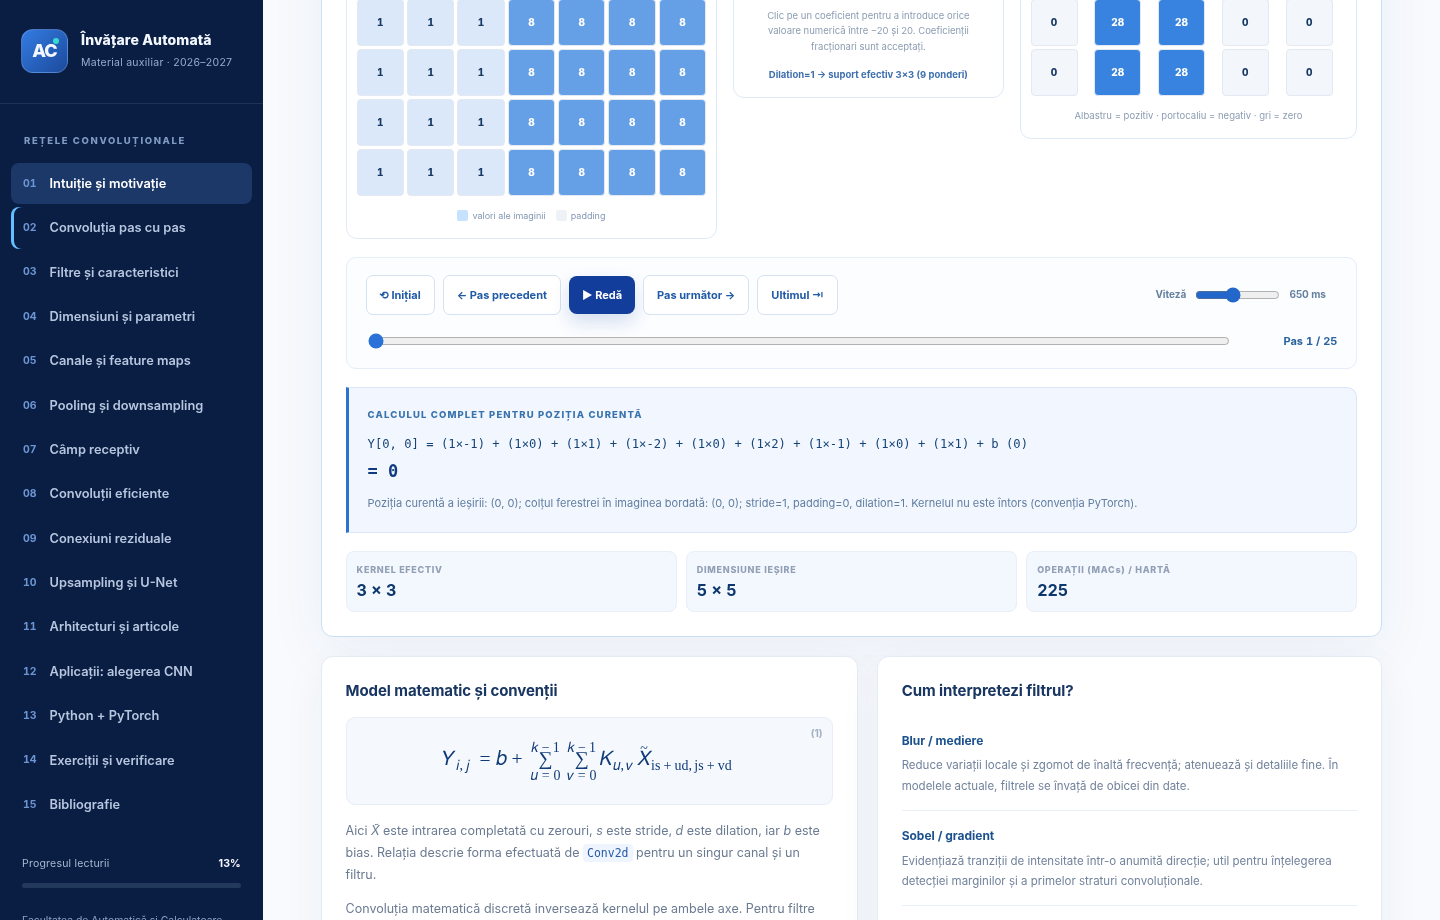 AC
Învățare Automată
Material auxiliar · 2026–2027
REȚELE CONVOLUȚIONALE
01 Intuiție și motivație
02 Convoluția pas cu pas
03 Filtre și caracteristici
04 Dimensiuni și parametri
05 Canale și feature maps
06 Pooling și downsampling
07 Câmp receptiv
08 Convoluții eficiente
09 Conexiuni reziduale
10 Upsampling și U-Net
11 Arhitecturi și articole
12 Aplicații: alegerea CNN
13 Python + PyTorch
14 Exerciții și verificare
15 Bibliografie
Progresul lecturii 13%
Facultatea de Automatică și Calculatoare
1 1 1 8 8 8 8
1 1 1 8 8 8 8
1 1 1 8 8 8 8
1 1 1 8 8 8 8
valori ale imaginii padding
Clic pe un coeficient pentru a introduce orice
valoare numerică între −20 și 20. Coeficienții
fracționari sunt acceptați.
Dilation=1 → suport efectiv 3×3 (9 ponderi)
0 28 28 0 0
0 28 28 0 0
Albastru = pozitiv · portocaliu = negativ · gri = zero
⟲ Inițial
← Pas precedent
▶ Redă
Pas următor →
Ultimul ⇥
Viteză 650 ms
Pas 1 / 25
CALCULUL COMPLET PENTRU POZIȚIA CURENTĂ
Y[0, 0] = (1×-1) + (1×0) + (1×1) + (1×-2) + (1×0) + (1×2) + (1×-1) + (1×0) + (1×1) + b (0)
= 0
Poziția curentă a ieșirii: (0, 0); colțul ferestrei în imaginea bordată: (0, 0); stride=1, padding=0, dilation=1. Kernelul nu este întors (convenția PyTorch).
KERNEL EFECTIV
3 × 3
DIMENSIUNE IEȘIRE
5 × 5
OPERAȚII (MACs) / HARTĂ
225
Model matematic și convenții
(1)
Y i,j = b + k − 1 ∑ u = 0 k − 1 ∑ v = 0 K u,v X̃ is + ud, js + vd
Aici X̃ este intrarea completată cu zerouri, s este stride, d este dilation, iar b este
bias. Relația descrie forma efectuată de Conv2d pentru un singur canal și un
filtru.
Convoluția matematică discretă inversează kernelul pe ambele axe. Pentru filtre
Cum interpretezi filtrul?
Blur / mediere
Reduce variații locale și zgomot de înaltă frecvență; atenuează și detaliile fine. În
modelele actuale, filtrele se învață de obicei din date.
Sobel / gradient
Evidențiază tranziții de intensitate într-o anumită direcție; util pentru înțelegerea
detecției marginilor și a primelor straturi convoluționale.